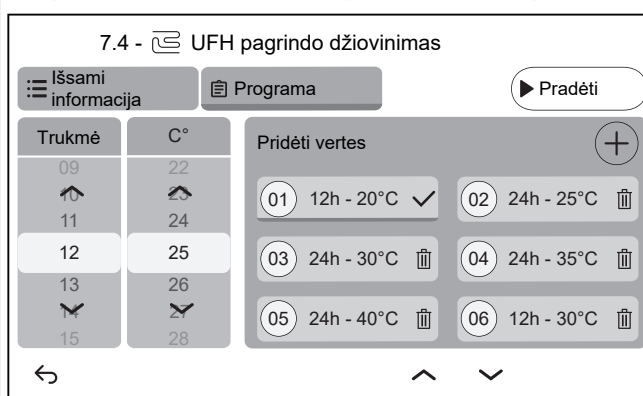 7.4 - UFH pagrindo džiovinimas
Išsami
informacija
Programa
Pradėti
Trukmė
C°
Pridėti vertes
09
22
10
23
11
24
12
25
13
26
14
27
15
28
01 12h - 20°C
02 24h - 25°C
03 24h - 30°C
04 24h - 35°C
05 24h - 40°C
06 12h - 30°C